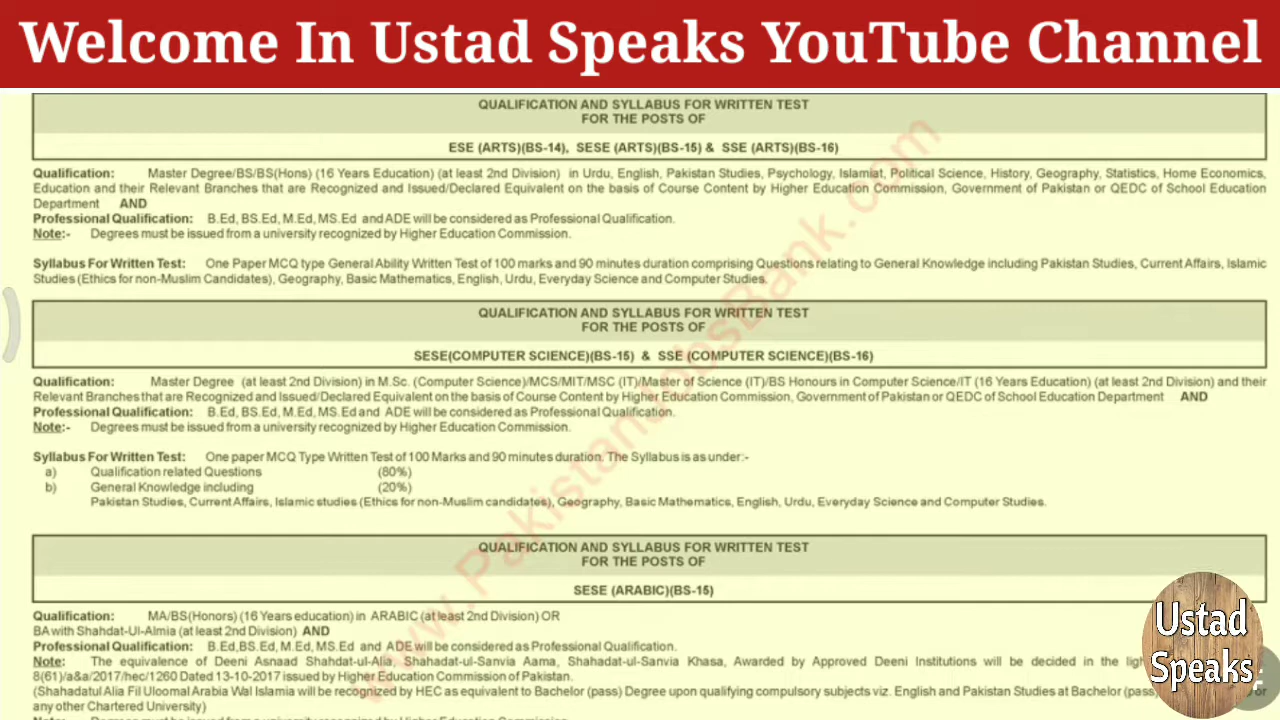 Welcome In Ustad Speaks YouTube Channel
QUALIFICATION AND SYLLABUS FOR WRITTEN TEST
FOR THE POSTS OF
ESE (ARTS)(BS-14), SESE (ARTS)(BS-15) & SSE (ARTS)(BS-16)
Qualification: Master Degree/BS/BS(Hons) (16 Years Education) (at least 2nd Division) in Urdu, English, Pakistan Studies, Psychology, Islamiat, Political Science, History, Geography, Statistics, Home Economics,
Education and their Relevant Branches that are Recognized and Issued/Declared Equivalent on the basis of Course Content by Higher Education Commission, Government of Pakistan or QEDC of School Education
Department AND
Professional Qualification: B.Ed, BS.Ed, M.Ed, MS.Ed and ADE will be considered as Professional Qualification.
Note:- Degrees must be issued from a university recognized by Higher Education Commission.
Syllabus For Written Test: One Paper MCQ type General Ability Written Test of 100 marks and 90 minutes duration comprising Questions relating to General Knowledge including Pakistan Studies, Current Affairs, Islamic
Studies (Ethics for non-Muslim Candidates), Geography, Basic Mathematics, English, Urdu, Everyday Science and Computer Studies.
QUALIFICATION AND SYLLABUS FOR WRITTEN TEST
FOR THE POSTS OF
SESE(COMPUTER SCIENCE)(BS-15) & SSE (COMPUTER SCIENCE)(BS-16)
Qualification: Master Degree (at least 2nd Division) in M.Sc. (Computer Science)/MCS/MIT/MSC (IT)/Master of Science (IT)/BS Honours in Computer Science/IT (16 Years Education) (at least 2nd Division) and their
Relevant Branches that are Recognized and Issued/Declared Equivalent on the basis of Course Content by Higher Education Commission, Government of Pakistan or QEDC of School Education Department AND
Professional Qualification: B.Ed, BS.Ed, M.Ed, MS.Ed and ADE will be considered as Professional Qualification.
Note:- Degrees must be issued from a university recognized by Higher Education Commission.
Syllabus For Written Test: One paper MCQ Type Written Test of 100 Marks and 90 minutes duration. The Syllabus is as under:-
a) Qualification related Questions (80%)
b) General Knowledge including (20%)
Pakistan Studies, Current Affairs, Islamic studies (Ethics for non-Muslim candidates), Geography, Basic Mathematics, English, Urdu, Everyday Science and Computer Studies.
QUALIFICATION AND SYLLABUS FOR WRITTEN TEST
FOR THE POSTS OF
SESE (ARABIC)(BS-15)
Qualification: MA/BS(Honors) (16 Years education) in ARABIC (at least 2nd Division) OR
BA with Shahdat-Ul-Almia (at least 2nd Division) AND
Professional Qualification: B.Ed,BS.Ed, M.Ed, MS.Ed and ADE will be considered as Professional Qualification.
Note: The equivalence of Deeni Asnaad Shahdat-ul-Alia, Shahadat-ul-Sanvia Aama, Shahadat-ul-Sanvia Khasa, Awarded by Approved Deeni Institutions will be decided in the
8(61)/a&a/2017/hec/1260 Dated 13-10-2017 issued by Higher Education Commission of Pakistan.
(Shahadatul Alia Fil Uloomal Arabia Wal Islamia will be recognized by HEC as equivalent to Bachelor (pass) Degree upon qualifying compulsory subjects viz. English and Pakistan Studies at Bachelor (pass) or
any other Chartered University)
Note:- Degrees must be issued from a university recognized by Higher Education Commission
www.PakistanJobsBank.com
Ustad
Speaks